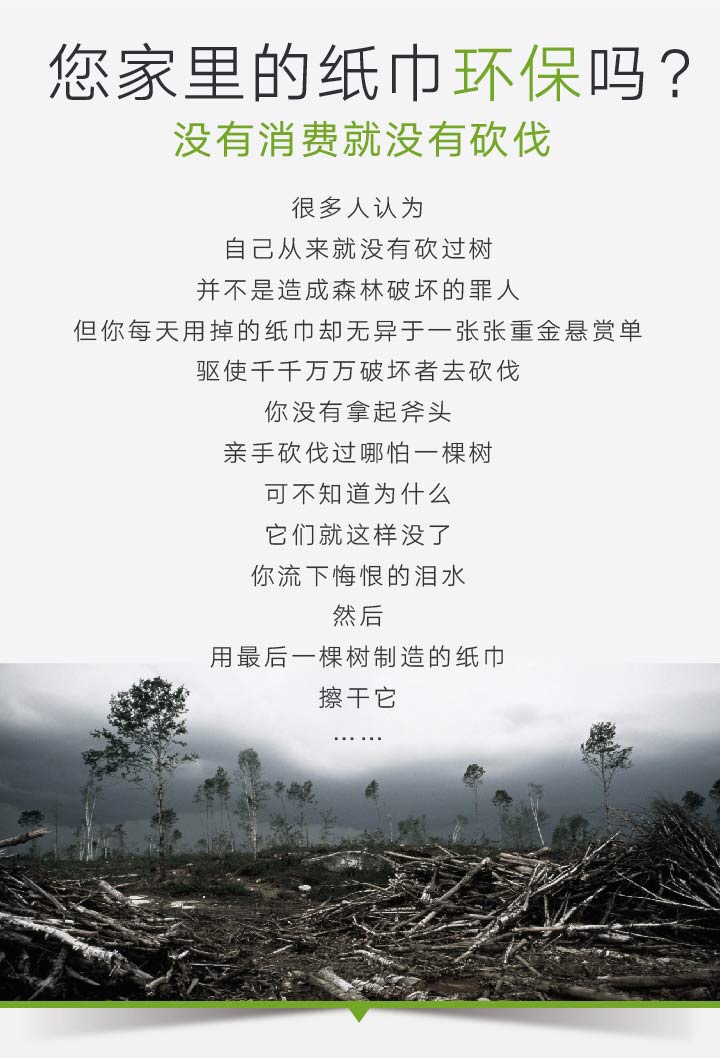 您家里的纸巾环保吗？
没有消费就没有砍伐
很多人认为
自己从来就没有砍过树
并不是造成森林破坏的罪人
但你每天用掉的纸巾却无异于一张张重金悬赏单
驱使千千万万破坏者去砍伐
你没有拿起斧头
亲手砍伐过哪怕一棵树
可不知道为什么
它们就这样没了
你流下悔恨的泪水
然后
用最后一棵树制造的纸巾
擦干它
……